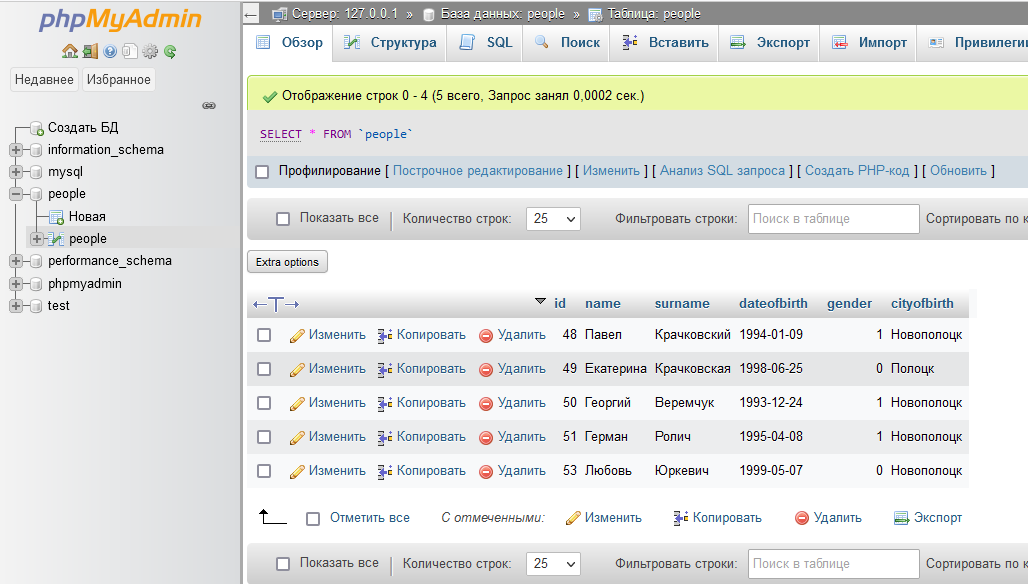 phpMyAdmin
Недавнее Избранное
Создать БД
information_schema
mysql
people
Новая
people
performance_schema
phpmyadmin
test
Сервер: 127.0.0.1 » База данных: people » Таблица: people
Обзор Структура SQL Поиск Вставить Экспорт Импорт Привилеги
Отображение строк 0 - 4 (5 всего, Запрос занял 0,0002 сек.)
SELECT * FROM `people`
Профилирование [ Построчное редактирование ] [ Изменить ] [ Анализ SQL запроса ] [ Создать PHP-код ] [ Обновить ]
Показать все Количество строк: 25 Фильтровать строки: Поиск в таблице Сортировать по к
Extra options
←T→ id name surname dateofbirth gender cityofbirth
Изменить Копировать Удалить 48 Павел Крачковский 1994-01-09 1 Новополоцк
Изменить Копировать Удалить 49 Екатерина Крачковская 1998-06-25 0 Полоцк
Изменить Копировать Удалить 50 Георгий Веремчук 1993-12-24 1 Новополоцк
Изменить Копировать Удалить 51 Герман Ролич 1995-04-08 1 Новополоцк
Изменить Копировать Удалить 53 Любовь Юркевич 1999-05-07 0 Новополоцк
Отметить все С отмеченными: Изменить Копировать Удалить Экспорт
Показать все Количество строк: 25 Фильтровать строки: Поиск в таблице Сортировать по к